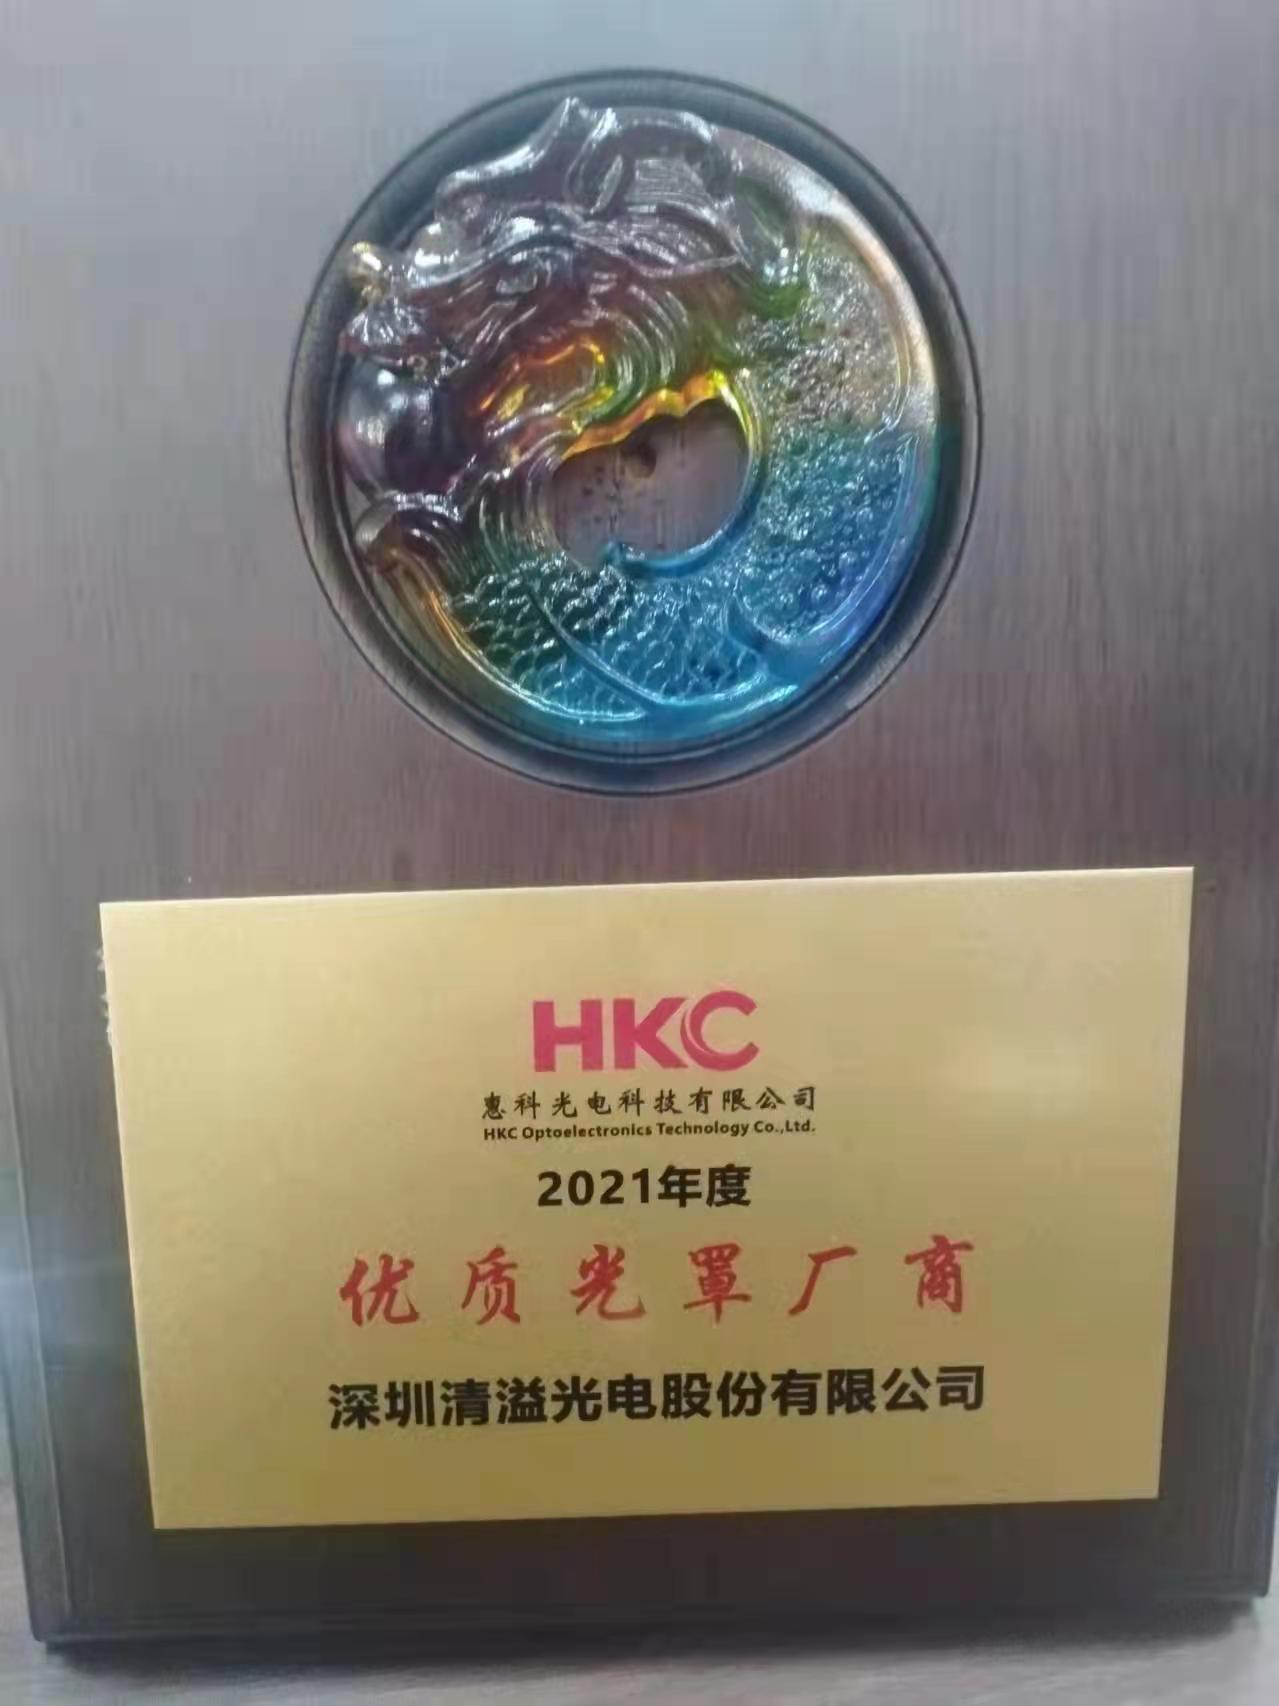 HKC
惠科光电科技有限公司
HKC Optoelectronics Technology Co.,Ltd.
2021年度
优质光罩厂商
深圳清溢光电股份有限公司